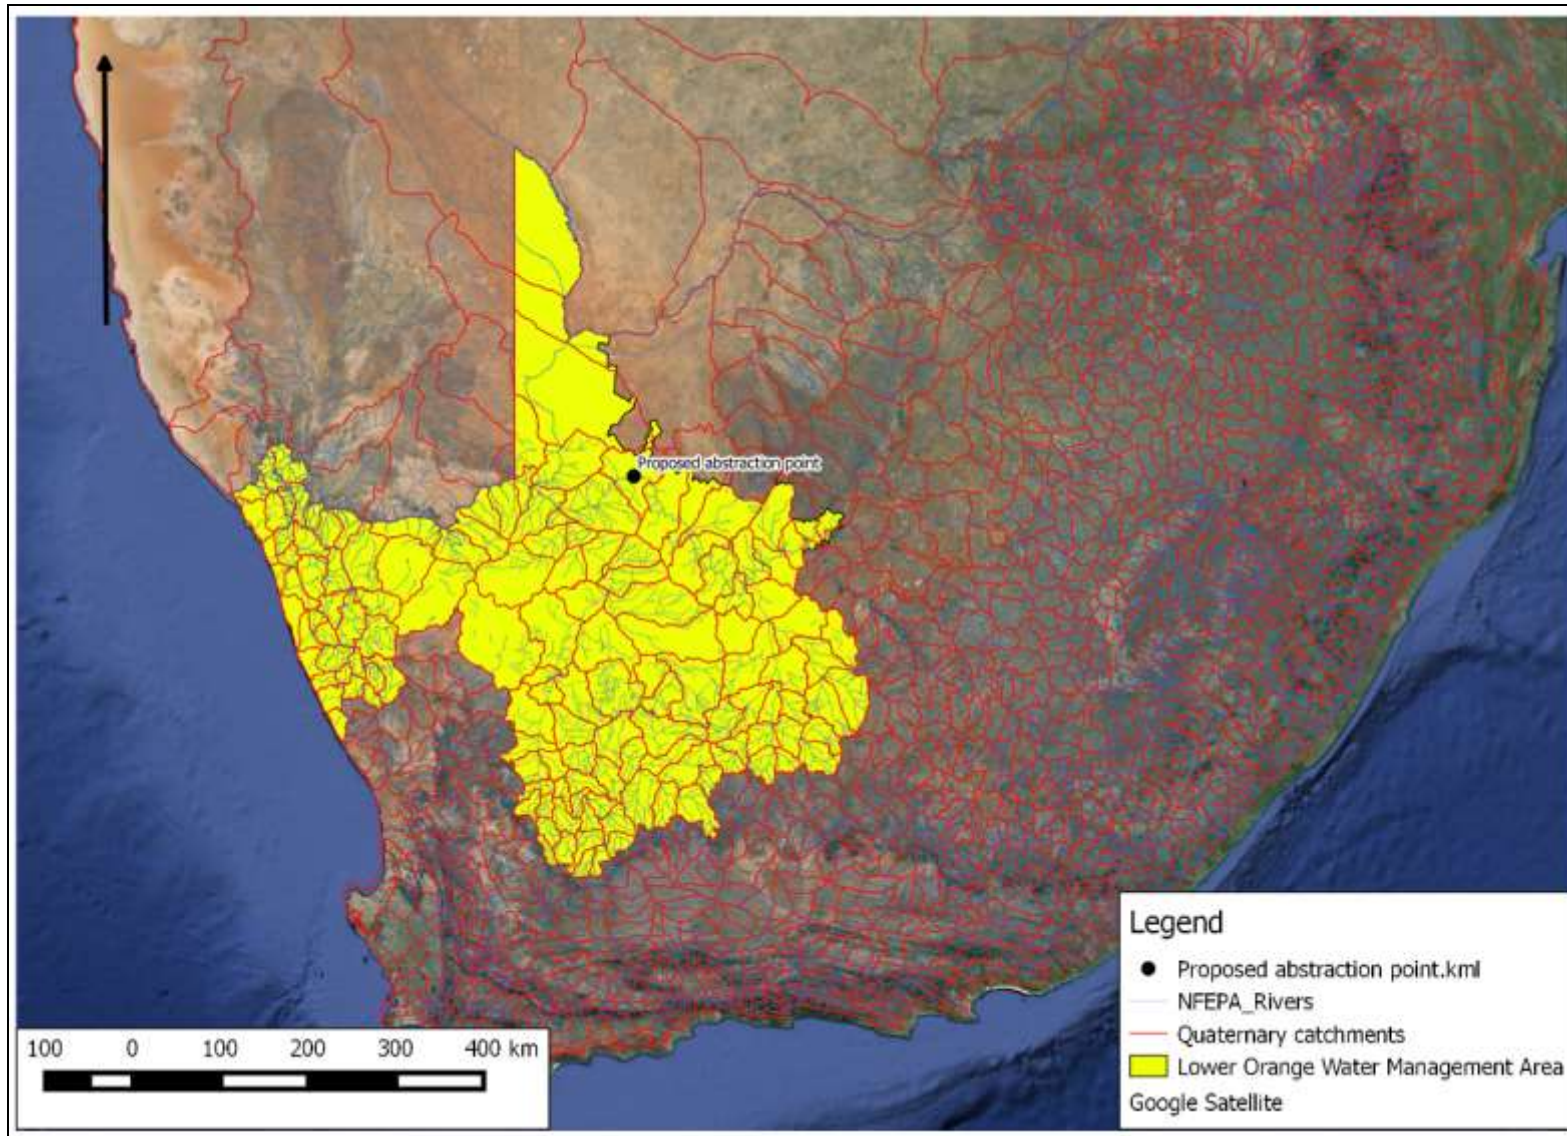 Proposed abstraction point
Legend
Proposed abstraction point.kml
NFEPA_Rivers
Quaternary catchments
Lower Orange Water Management Area
Google Satellite
100 0 100 200 300 400 km